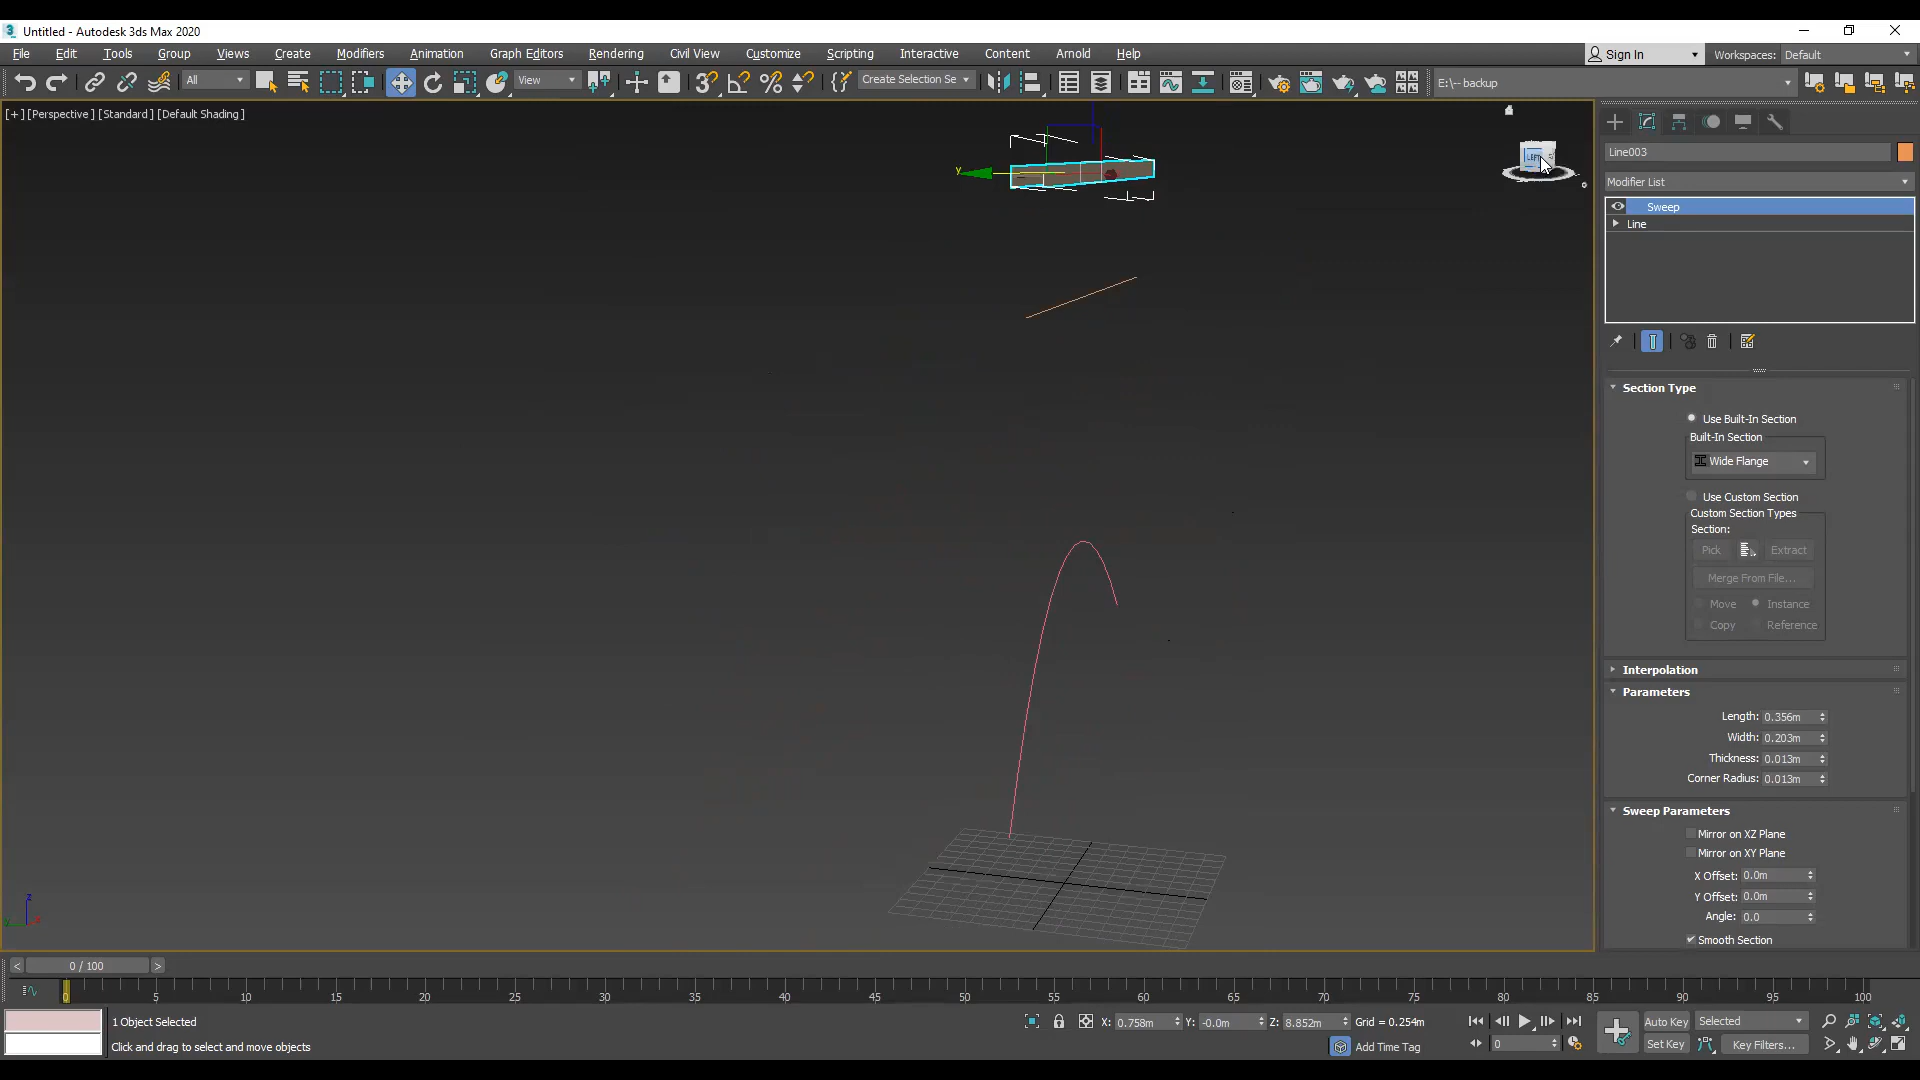 Untitled - Autodesk 3ds Max 2020
File Edit Tools Group Views Create Modifiers Animation Graph Editors Rendering Civil View Customize Scripting Interactive Content Arnold Help Sign In Workspaces: Default
All View Create Selection Se E:\-- backup
[+] [Perspective] [Standard] [Default Shading]
y
LEFT
Line003
Modifier List
Sweep
Line
Section Type
Use Built-In Section
Built-In Section
Wide Flange
Use Custom Section
Custom Section Types
Section:
Pick Extract
Merge From File...
Move Instance
Copy Reference
Interpolation
Parameters
Length: 0.356m
Width: 0.203m
Thickness: 0.013m
Corner Radius: 0.013m
Sweep Parameters
Mirror on XZ Plane
Mirror on XY Plane
X Offset: 0.0m
Y Offset: 0.0m
Angle: 0.0
Smooth Section
z
y x
< 0 / 100 >
0 5 10 15 20 25 30 35 40 45 50 55 60 65 70 75 80 85 90 95 100
1 Object Selected X: 0.758m Y: -0.0m Z: 8.852m Grid = 0.254m Auto Key Selected
Click and drag to select and move objects Add Time Tag 0 Set Key Key Filters...